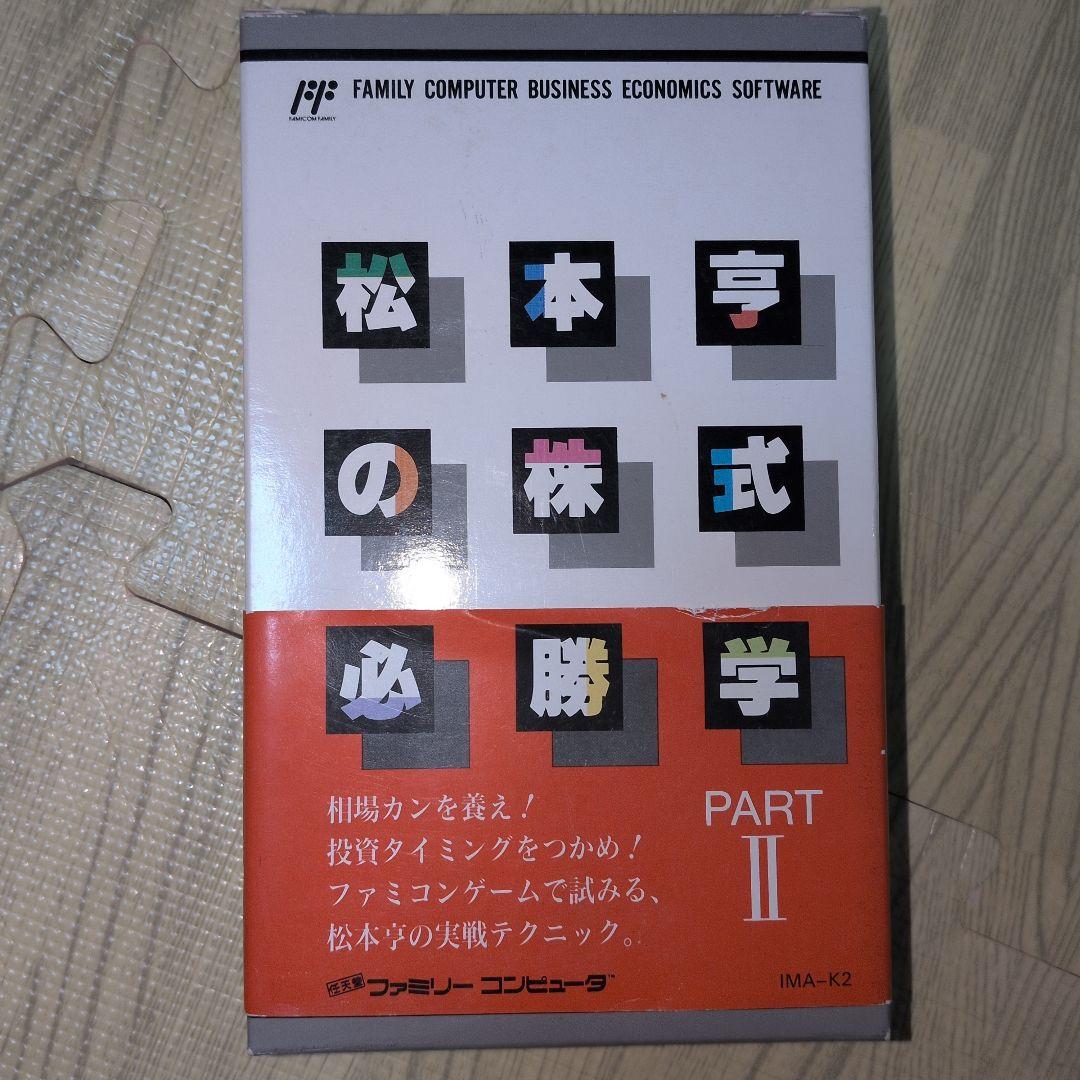 FAMICOM FAMILY
FAMILY COMPUTER BUSINESS ECONOMICS SOFTWARE
松本亨
の株式
必勝学
相場カンを養え!
投資タイミングをつかめ!
ファミコンゲームで試みる、
松本亨の実戦テクニック。
PART
II
任天堂 ファミリーコンピュータ™
IMA-K2